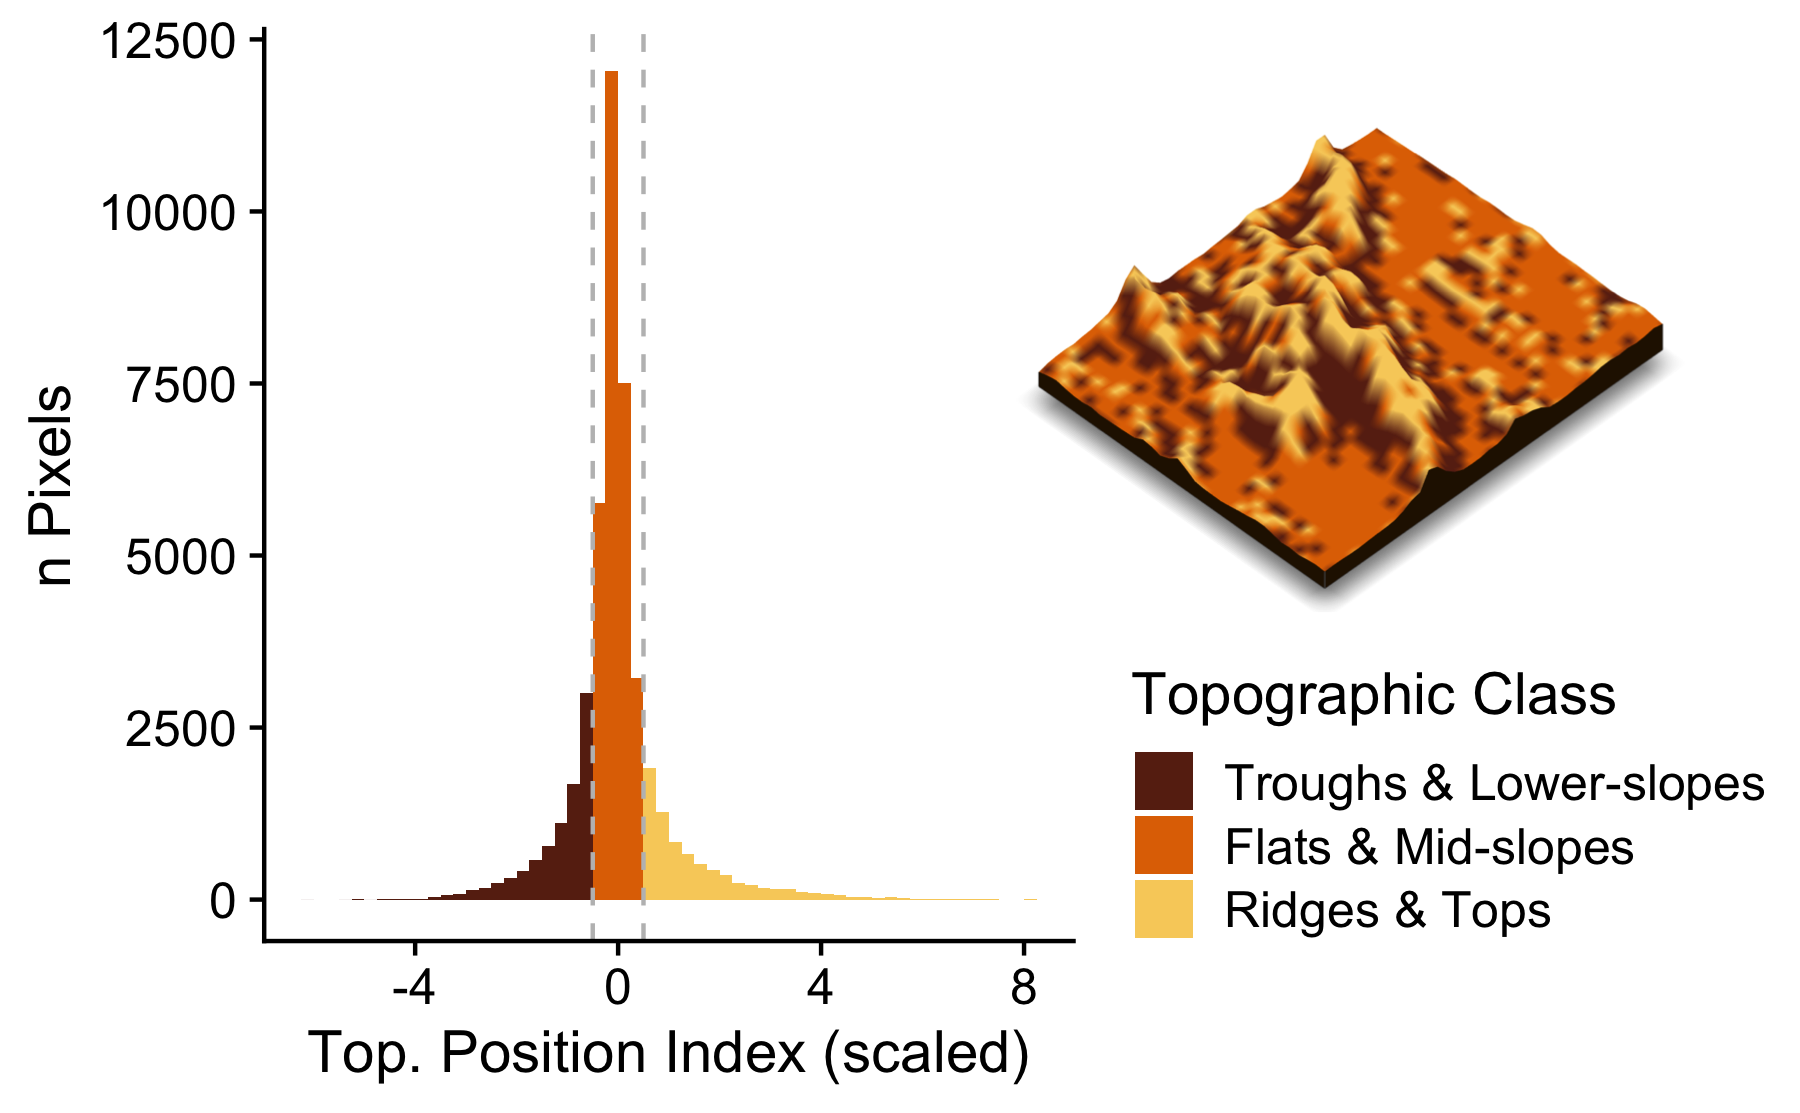 12500
10000
7500
5000
2500
0
n Pixels
-4 0 4 8
Top. Position Index (scaled)
Topographic Class
Troughs & Lower-slopes
Flats & Mid-slopes
Ridges & Tops